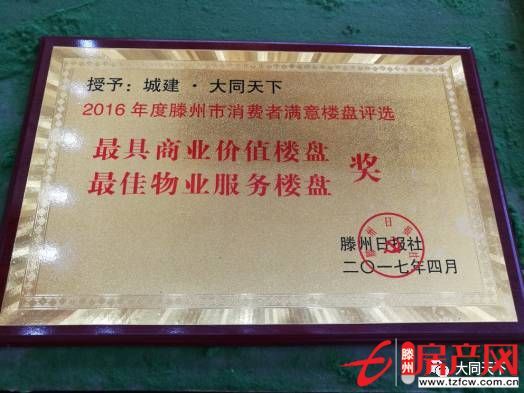 授予：城建·大同天下
2016年度滕州市消费者满意楼盘评选
最具商业价值楼盘
最佳物业服务楼盘
奖
滕州日报社
二〇一七年四月
滕州
房产网
大同天下
www.tzfcw.com.cn